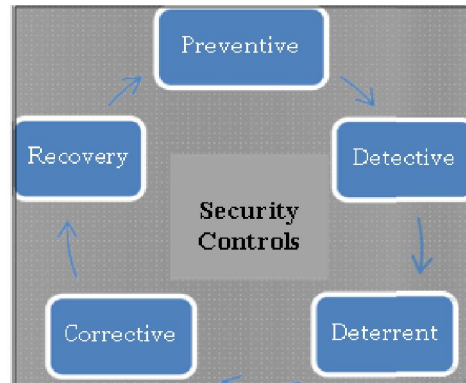 Preventive
Detective
Deterrent
Corrective
Recovery
Security
Controls